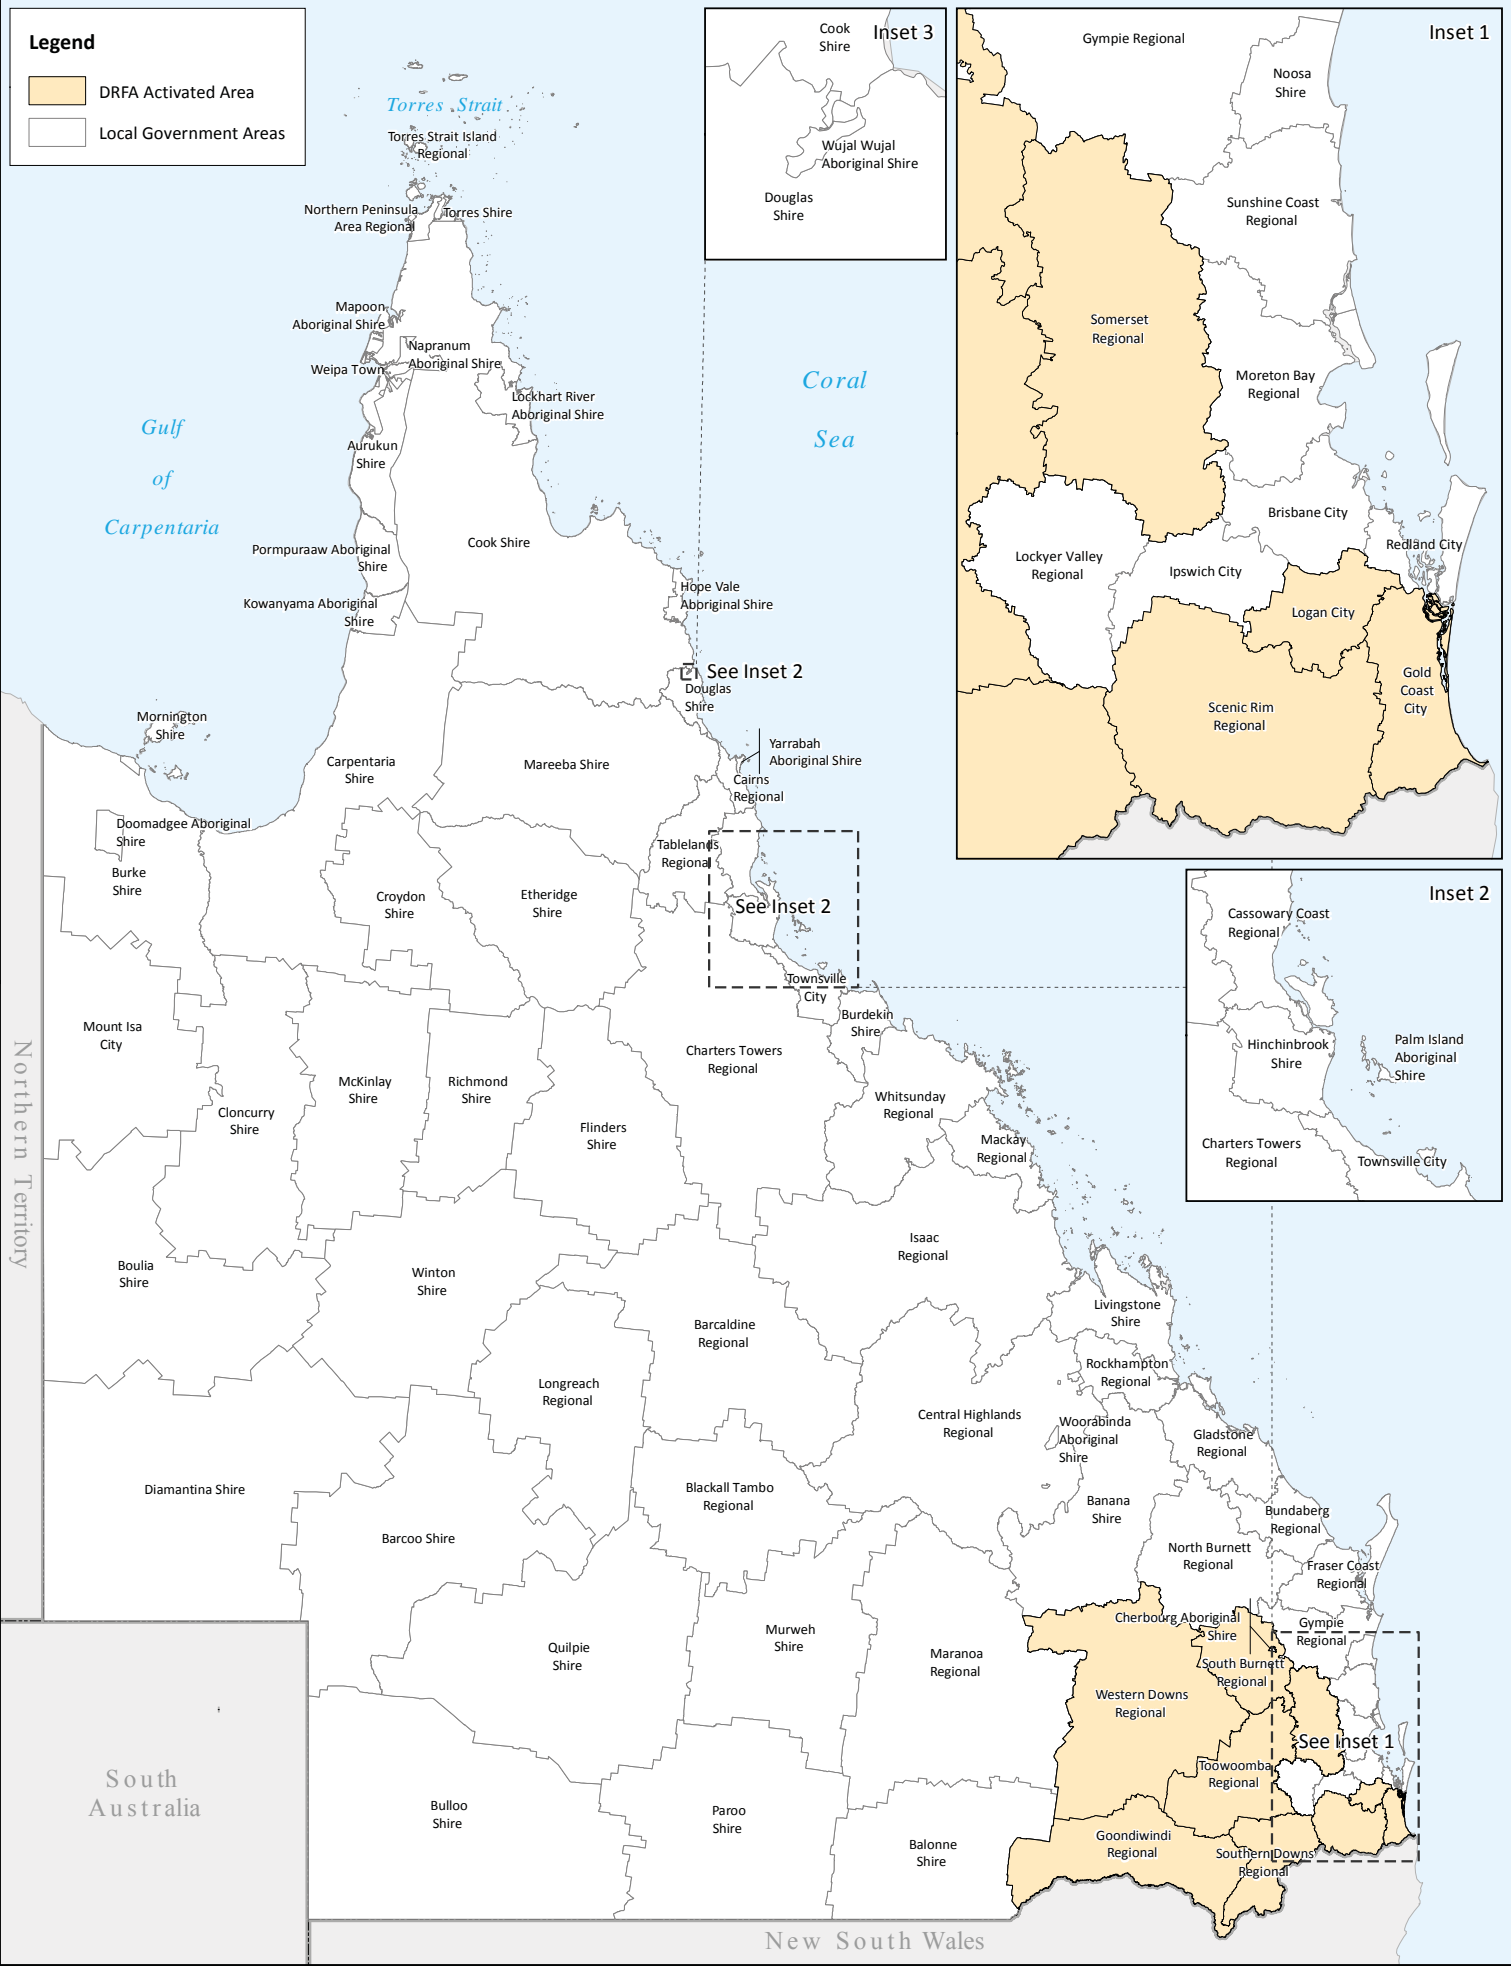 Legend
DRFA Activated Area
Local Government Areas
Inset 3
Cook
Shire
Wujal Wujal
Aboriginal Shire
Douglas
Shire
Inset 1
Gympie Regional
Noosa
Shire
Sunshine Coast
Regional
Somerset
Regional
Moreton Bay
Regional
Brisbane City
Redland City
Lockyer Valley
Regional
Ipswich City
Logan City
Gold
Coast
City
Scenic Rim
Regional
Inset 2
Cassowary Coast
Regional
Hinchinbrook
Shire
Palm Island
Aboriginal
Shire
Charters Towers
Regional
Townsville City
Torres Strait
Torres Strait Island
Regional
Northern Peninsula
Area Regional
Torres Shire
Mapoon
Aboriginal Shire
Napranum
Aboriginal Shire
Weipa Town
Lockhart River
Aboriginal Shire
Coral
Sea
Gulf
of
Carpentaria
Aurukun
Shire
Cook Shire
Pormpuraaw Aboriginal
Shire
Kowanyama Aboriginal
Shire
Hope Vale
Aboriginal Shire
See Inset 2
Douglas
Shire
Mornington
Shire
Carpentaria
Shire
Mareeba Shire
Yarrabah
Aboriginal Shire
Cairns
Regional
Doomadgee Aboriginal
Shire
Burke
Shire
Tablelands
Regional
Croydon
Shire
Etheridge
Shire
See Inset 2
Townsville
City
Burdekin
Shire
Mount Isa
City
Charters Towers
Regional
Cloncurry
Shire
McKinlay
Shire
Richmond
Shire
Flinders
Shire
Whitsunday
Regional
Mackay
Regional
Northern Territory
Boulia
Shire
Winton
Shire
Isaac
Regional
Barcaldine
Regional
Livingstone
Shire
Longreach
Regional
Rockhampton
Regional
Central Highlands
Regional
Woorabinda
Aboriginal
Shire
Gladstone
Regional
Diamantina Shire
Blackall Tambo
Regional
Barcoo Shire
Banana
Shire
Bundaberg
Regional
North Burnett
Regional
Fraser Coast
Regional
Cherbourg Aboriginal
Shire
Gympie
Regional
Quilpie
Shire
Murweh
Shire
Maranoa
Regional
South Burnett
Regional
Western Downs
Regional
See Inset 1
Toowoomba
Regional
South
Australia
Bulloo
Shire
Paroo
Shire
Balonne
Shire
Goondiwindi
Regional
Southern Downs
Regional
New South Wales